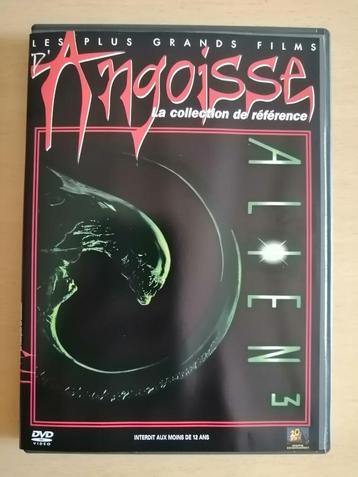 LES PLUS GRANDS FILMS
D'Angoisse
La collection de référence
ALIEN 3
INTERDIT AUX MOINS DE 12 ANS
DVD
VIDEO